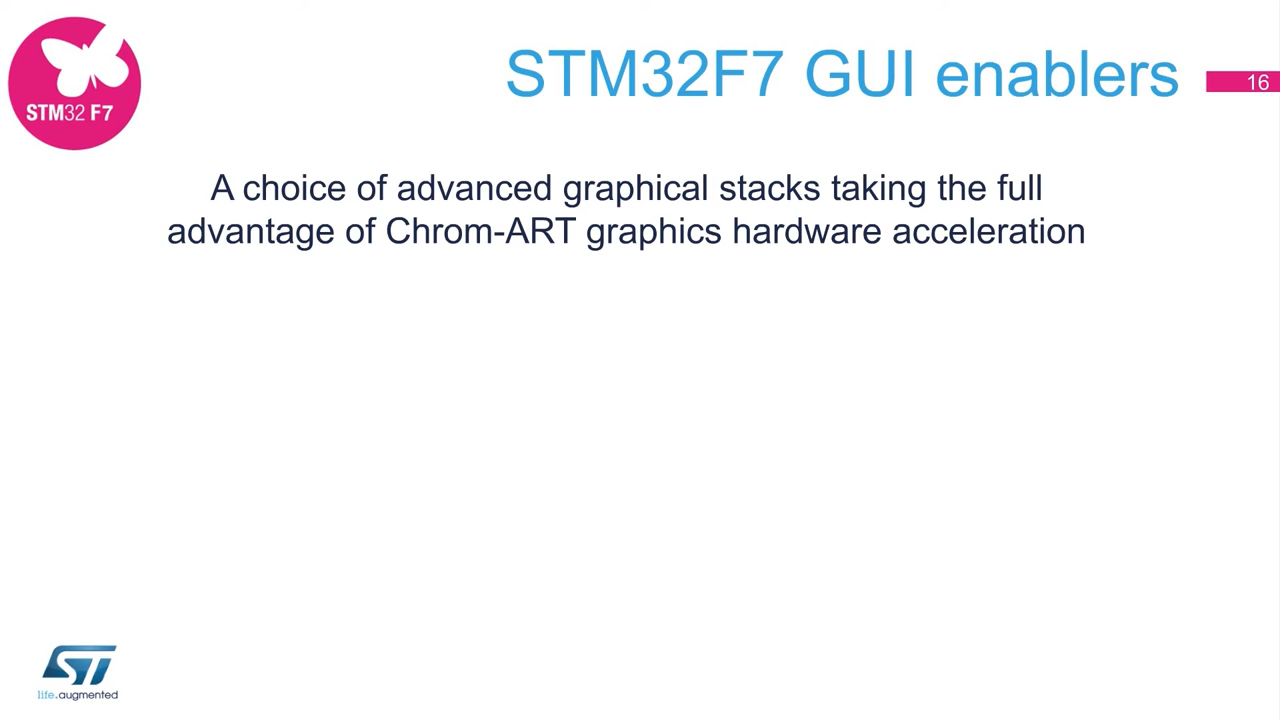 STM32 F7
STM32F7 GUI enablers
16
A choice of advanced graphical stacks taking the full
advantage of Chrom-ART graphics hardware acceleration
ST
life.augmented